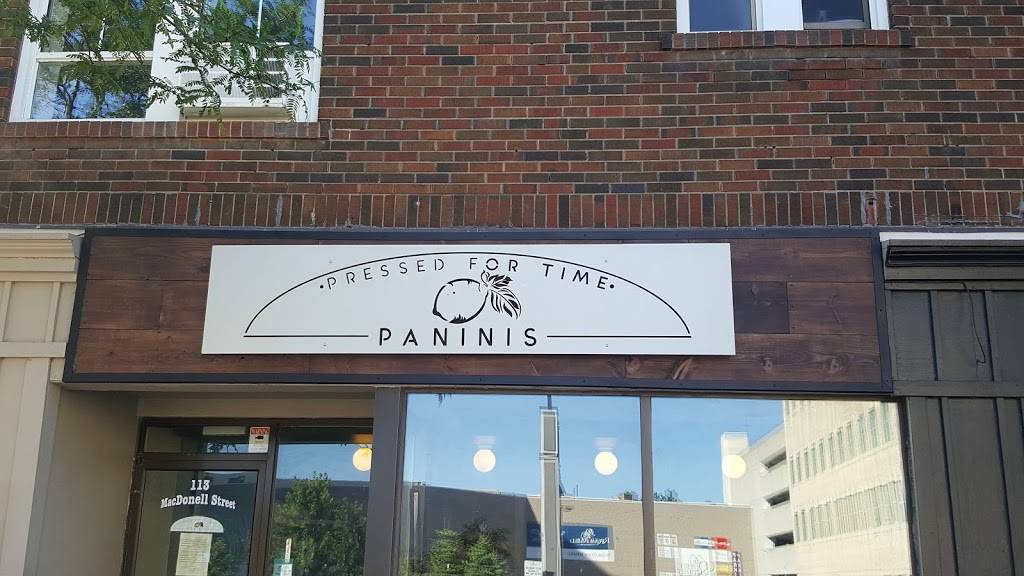 •PRESSED FOR TIME•
PANINIS
113
MacDonell Street